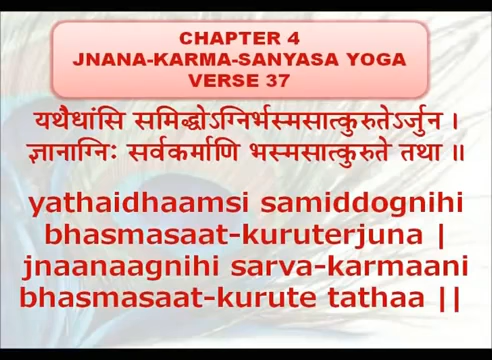 CHAPTER 4
JNANA-KARMA-SANYASA YOGA
VERSE 37
यथैधांसि समिद्धोऽग्निर्भस्मसात्कुरुतेऽर्जुन ।
ज्ञानाग्निः सर्वकर्माणि भस्मसात्कुरुते तथा ॥
yathaidhaamsi samiddognihi
bhasmasaat-kuruterjuna |
jnaanaagnihi sarva-karmaani
bhasmasaat-kurute tathaa ||